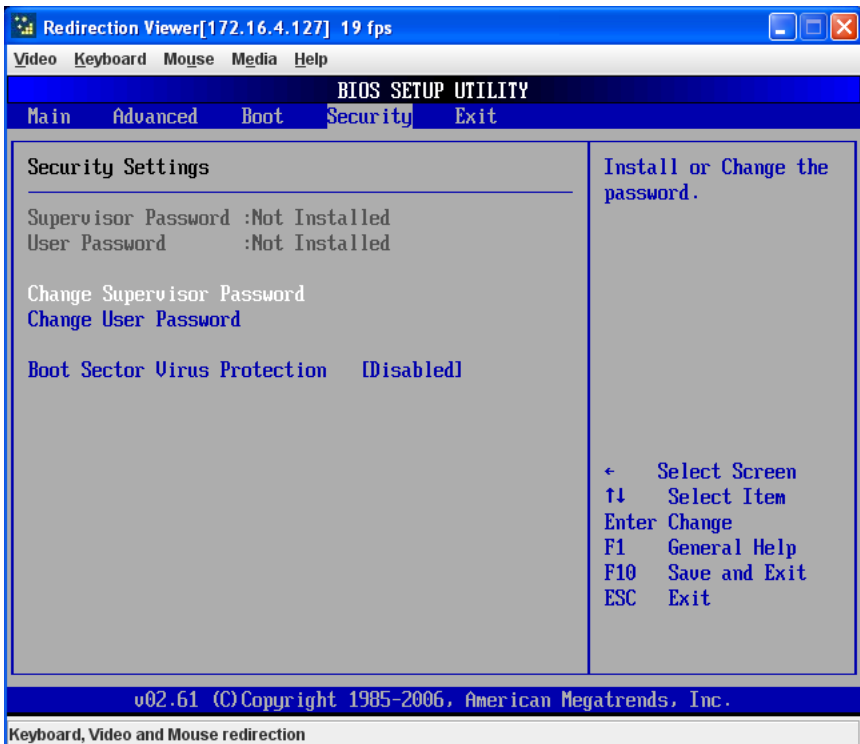 Redirection Viewer[172.16.4.127] 19 fps
Video Keyboard Mouse Media Help
BIOS SETUP UTILITY
Main Advanced Boot Security Exit
Security Settings
Supervisor Password :Not Installed
User Password :Not Installed
Change Supervisor Password
Change User Password
Boot Sector Virus Protection [Disabled]
Install or Change the
password.
← Select Screen
↑↓ Select Item
Enter Change
F1 General Help
F10 Save and Exit
ESC Exit
v02.61 (C)Copyright 1985-2006, American Megatrends, Inc.
Keyboard, Video and Mouse redirection